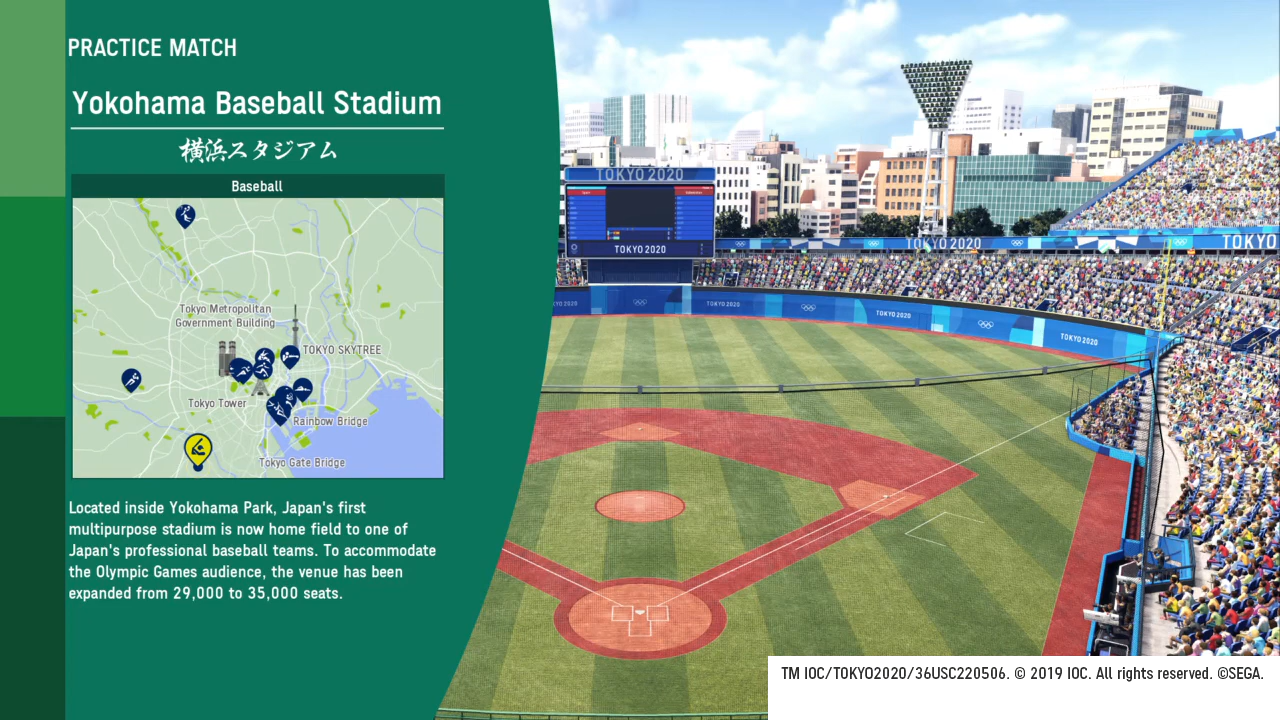 PRACTICE MATCH
Yokohama Baseball Stadium
横浜スタジアム
Baseball
Tokyo Metropolitan
Government Building
TOKYO SKYTREE
Tokyo Tower
Rainbow Bridge
Tokyo Gate Bridge
Located inside Yokohama Park, Japan's first
multipurpose stadium is now home field to one of
Japan's professional baseball teams. To accommodate
the Olympic Games audience, the venue has been
expanded from 29,000 to 35,000 seats.
TOKYO 2020
TOKYO 2020
TOKYO 2020
TOKYO
TOKYO 2020
TOKYO 2020
TOKYO 2020
TM IOC/TOKYO2020/36USC220506. © 2019 IOC. All rights reserved. ©SEGA.